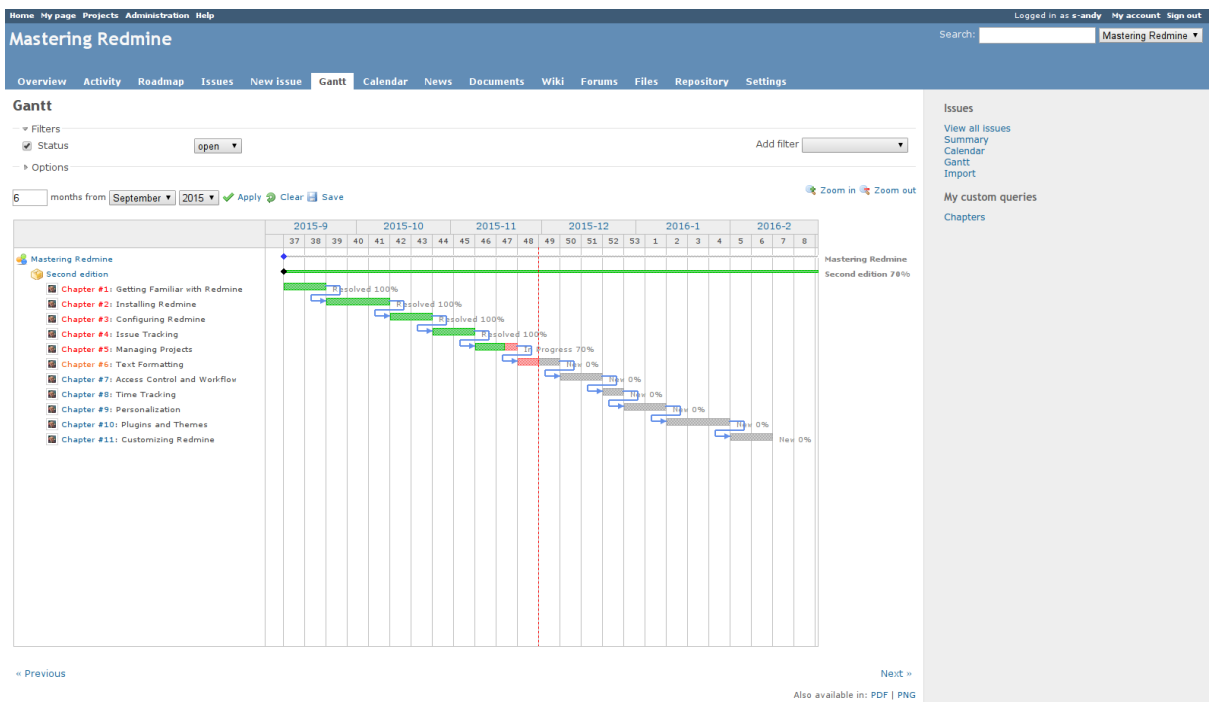 Home My page Projects Administration Help Logged in as s-andy My account Sign out
Mastering Redmine Search: Mastering Redmine
Overview Activity Roadmap Issues New issue Gantt Calendar News Documents Wiki Forums Files Repository Settings
Gantt
Filters
Status open Add filter
Options
6 months from September 2015 Apply Clear Save Zoom in Zoom out
2015-9 2015-10 2015-11 2015-12 2016-1 2016-2
37 38 39 40 41 42 43 44 45 46 47 48 49 50 51 52 53 1 2 3 4 5 6 7 8
Mastering Redmine Mastering Redmine
Second edition Second edition 70%
Chapter #1: Getting Familiar with Redmine Resolved 100%
Chapter #2: Installing Redmine Resolved 100%
Chapter #3: Configuring Redmine Resolved 100%
Chapter #4: Issue Tracking Resolved 100%
Chapter #5: Managing Projects In Progress 70%
Chapter #6: Text Formatting New 0%
Chapter #7: Access Control and Workflow New 0%
Chapter #8: Time Tracking New 0%
Chapter #9: Personalization New 0%
Chapter #10: Plugins and Themes New 0%
Chapter #11: Customizing Redmine New 0%
« Previous Next »
Also available in: PDF | PNG
Issues
View all issues
Summary
Calendar
Gantt
Import
My custom queries
Chapters